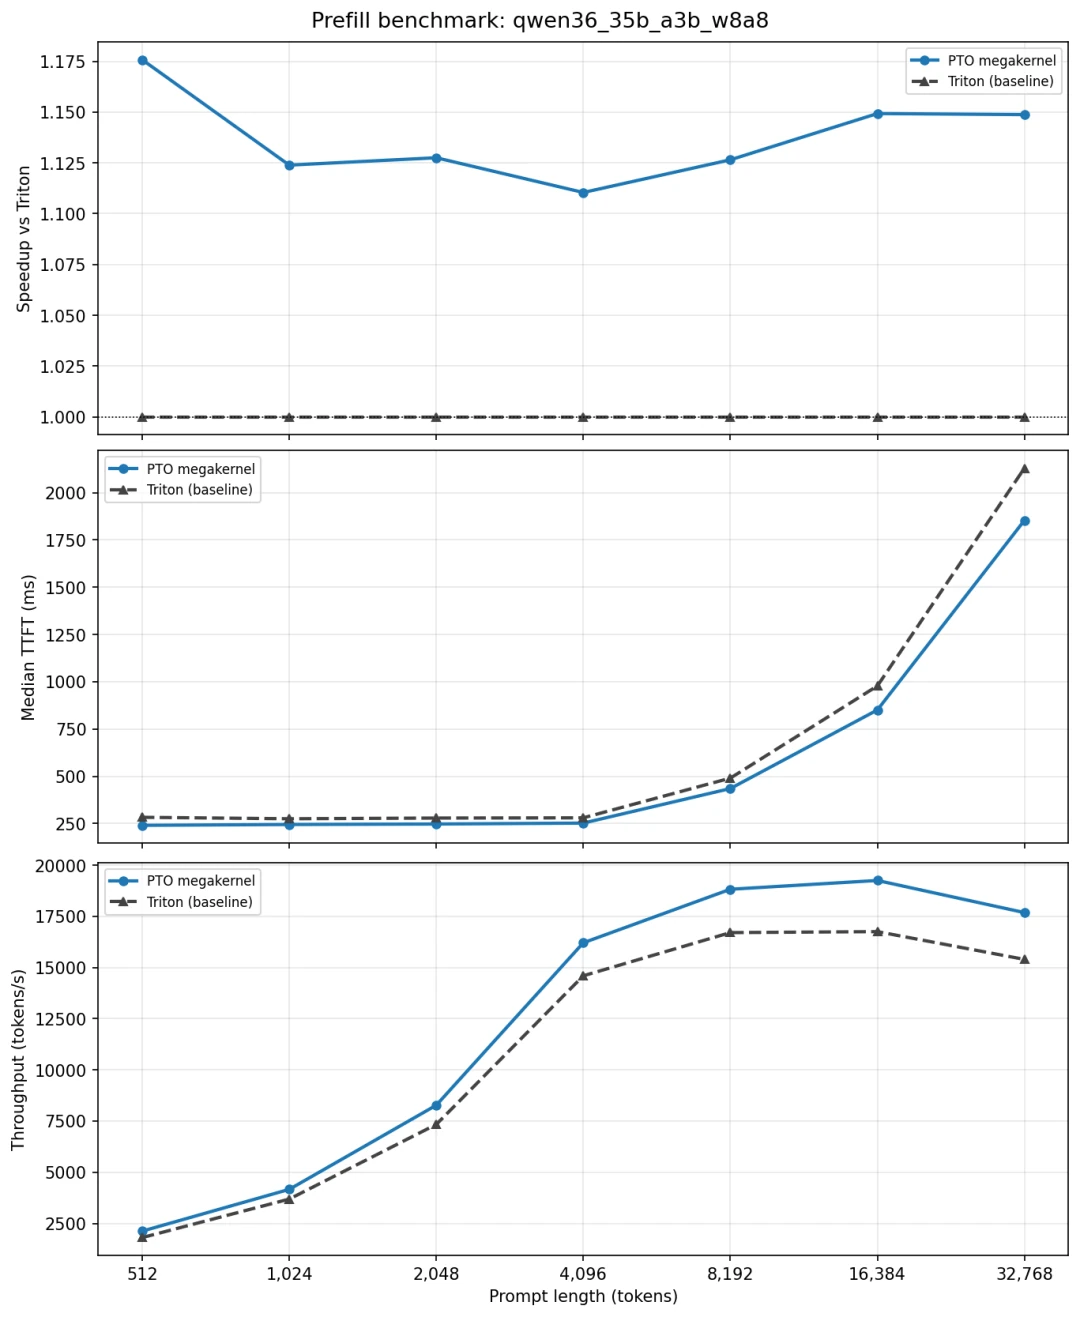 Prefill benchmark: qwen36_35b_a3b_w8a8
Speedup vs Triton
1.175
1.150
1.125
1.100
1.075
1.050
1.025
1.000
PTO megakernel
Triton (baseline)
Median TTFT (ms)
2000
1750
1500
1250
1000
750
500
250
PTO megakernel
Triton (baseline)
Throughput (tokens/s)
20000
17500
15000
12500
10000
7500
5000
2500
PTO megakernel
Triton (baseline)
512 1,024 2,048 4,096 8,192 16,384 32,768
Prompt length (tokens)